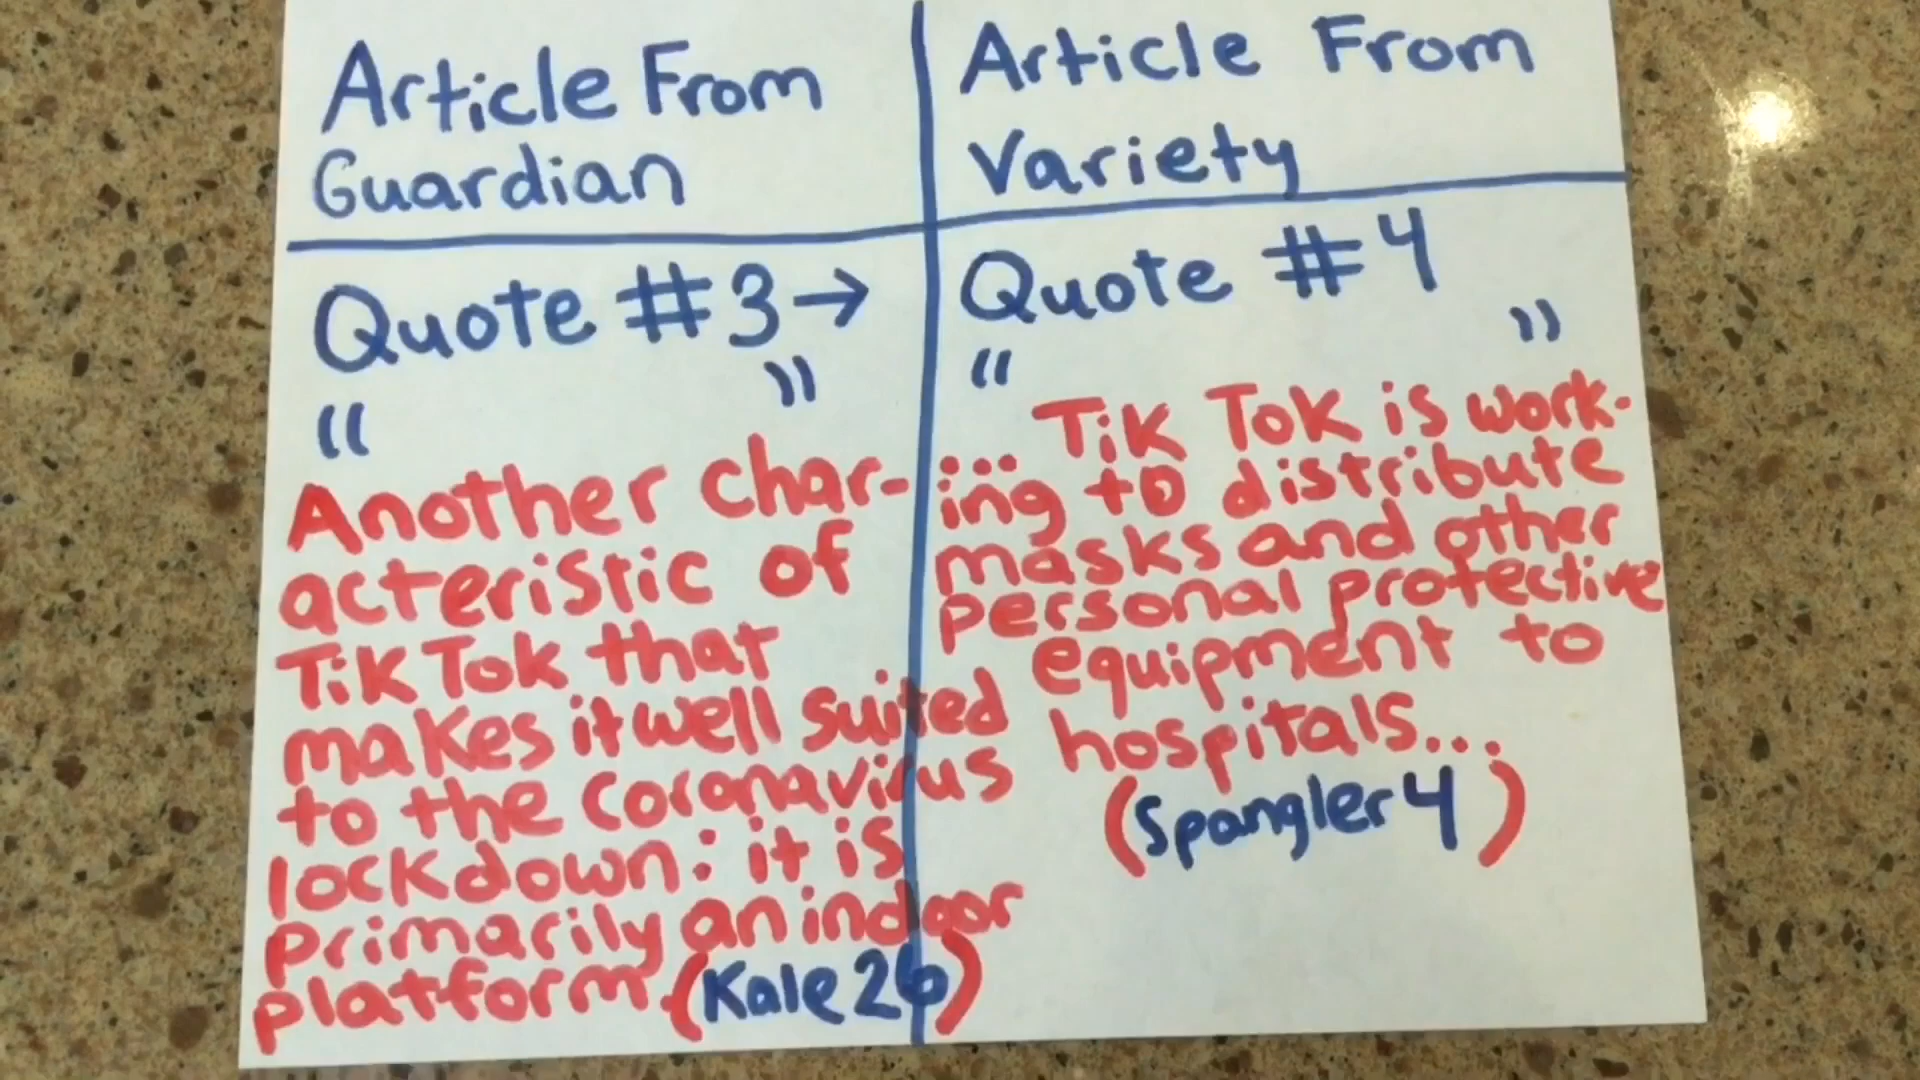 Article From
Guardian
Quote #3 →
“ ”
Another char-
acteristic of
TikTok that
makes it well suited
to the coronavirus
lockdown: it is
primarily an indoor
platform. (Kale 26)
Article From
Variety
Quote #4
“ ”
... TiK Tok is work-
ing to distribute
masks and other
personal protective
equipment to
hospitals...
(Spangler 4)